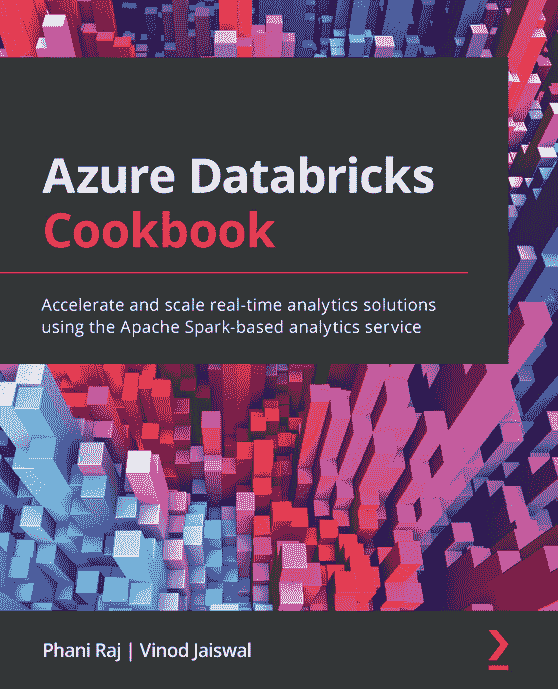 Azure Databricks
Cookbook
Accelerate and scale real-time analytics solutions
using the Apache Spark-based analytics service
Phani Raj | Vinod Jaiswal